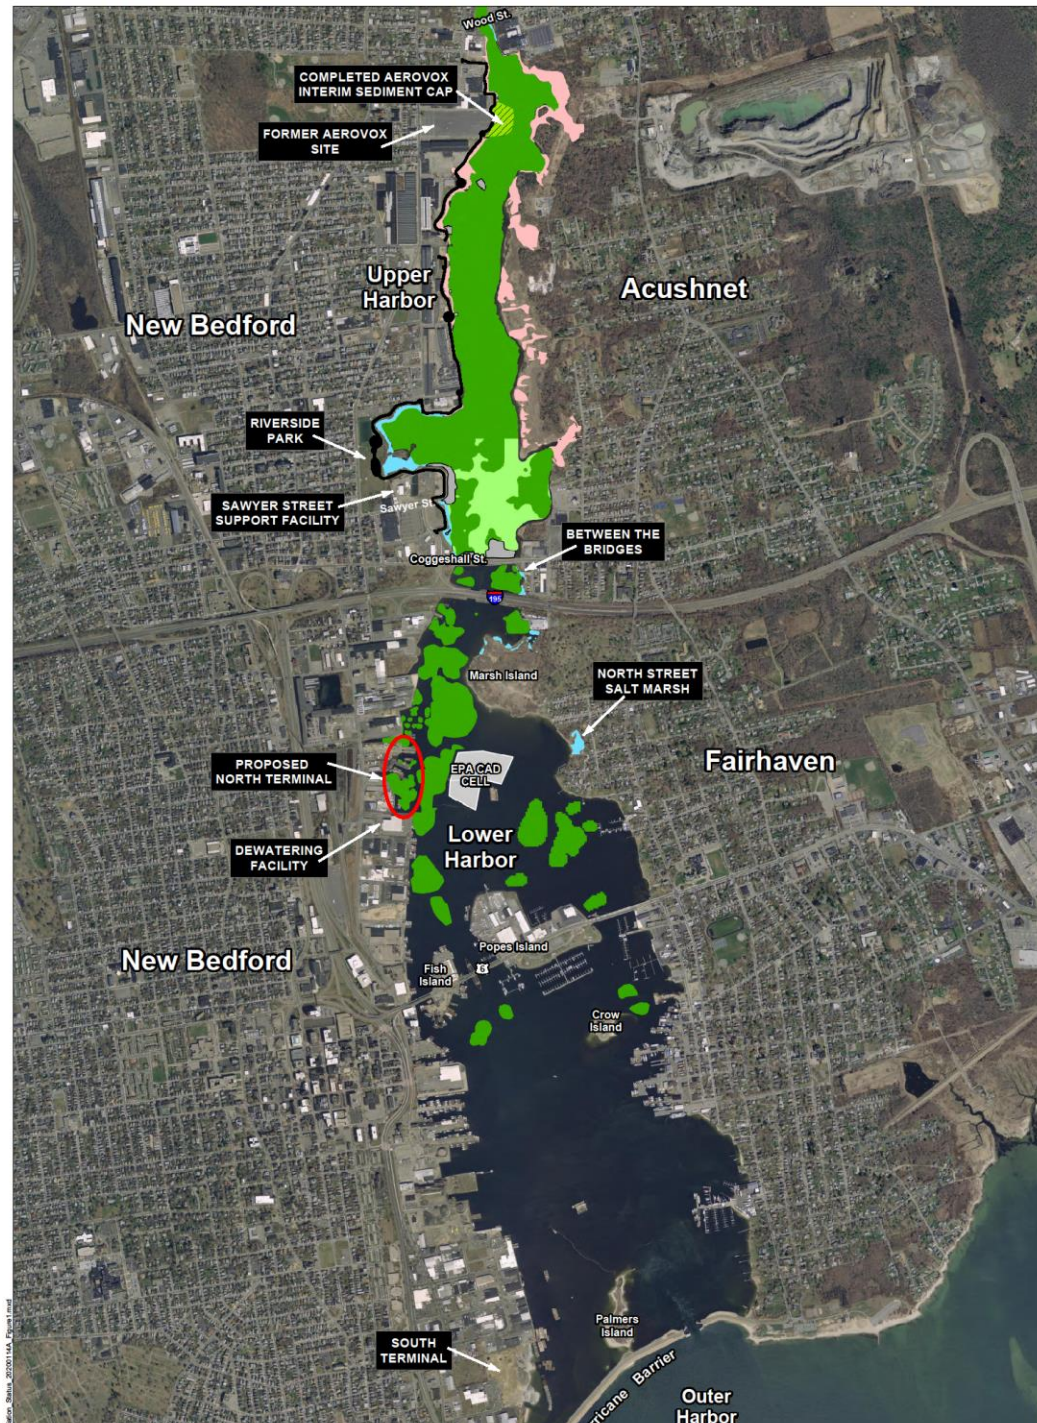 Wood St.
COMPLETED AEROVOX
INTERIM SEDIMENT CAP
FORMER AEROVOX
SITE
Upper
Harbor
Acushnet
New Bedford
RIVERSIDE
PARK
SAWYER STREET
SUPPORT FACILITY
Sawyer St.
BETWEEN THE
BRIDGES
Coggeshall St.
195
Marsh Island
NORTH STREET
SALT MARSH
PROPOSED
NORTH TERMINAL
EPA CAD
CELL
Fairhaven
DEWATERING
FACILITY
Lower
Harbor
Popes Island
New Bedford
Fish
Island
6
Crow
Island
Palmers
Island
SOUTH
TERMINAL
rricane Barrier
Outer
Harbor